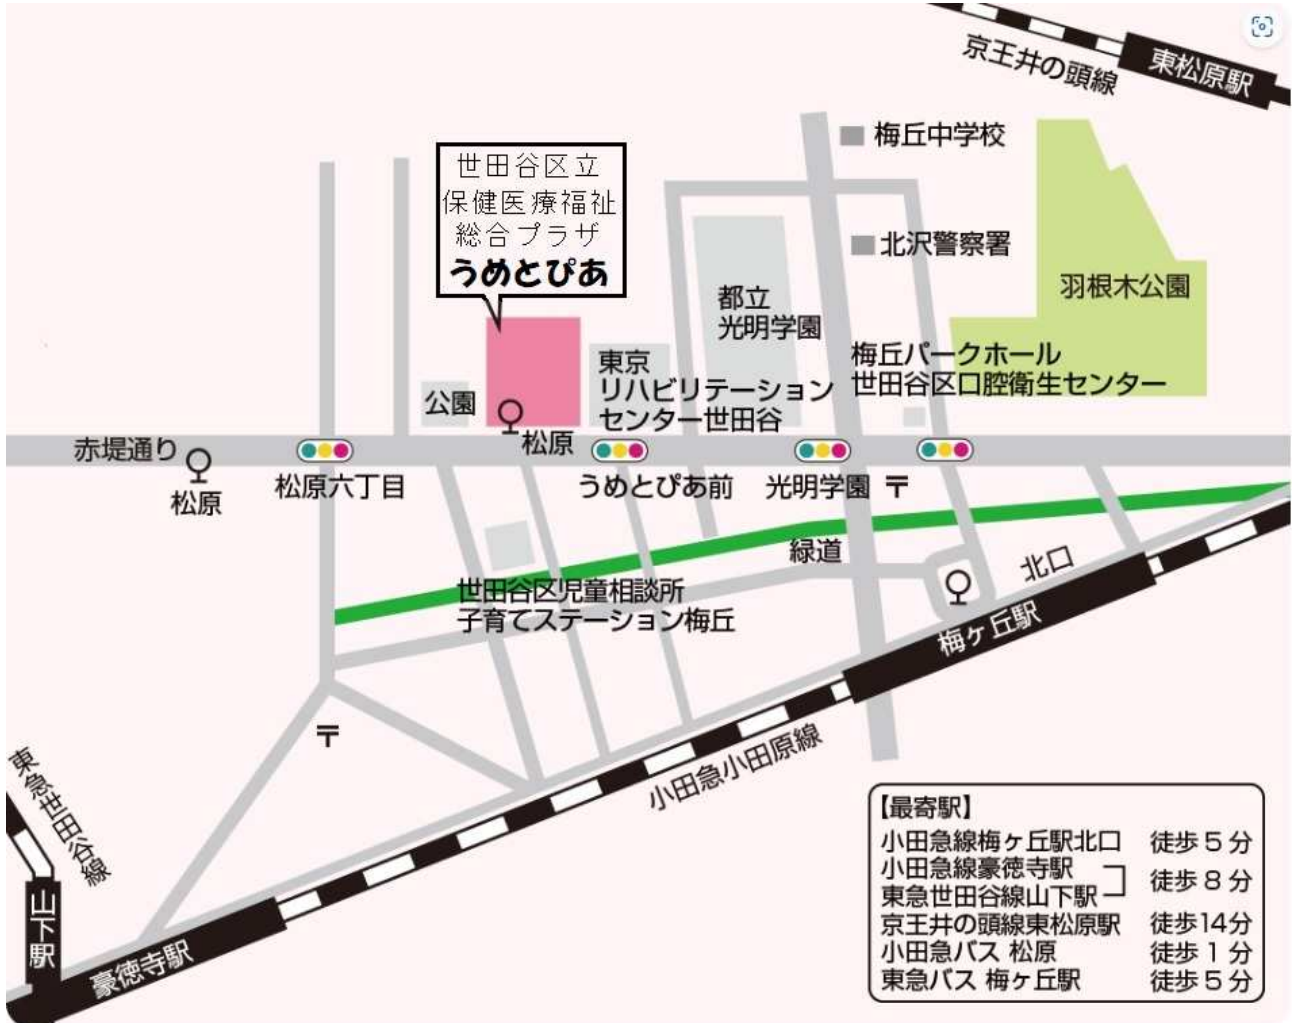 京王井の頭線
東松原駅
梅丘中学校
世田谷区立
保健医療福祉
総合プラザ
うめとぴあ
北沢警察署
羽根木公園
都立
光明学園
梅丘パークホール
世田谷区口腔衛生センター
東京
リハビリテーション
センター世田谷
公園
松原
赤堤通り
松原
松原六丁目
うめとぴあ前
光明学園
〒
緑道
北口
世田谷区児童相談所
子育てステーション梅丘
梅ヶ丘駅
〒
小田急小田原線
東急世田谷線
山下駅
豪徳寺駅
【最寄駅】
小田急線梅ヶ丘駅北口 徒歩5分
小田急線豪徳寺駅
東急世田谷線山下駅 徒歩8分
京王井の頭線東松原駅 徒歩14分
小田急バス 松原 徒歩1分
東急バス 梅ヶ丘駅 徒歩5分